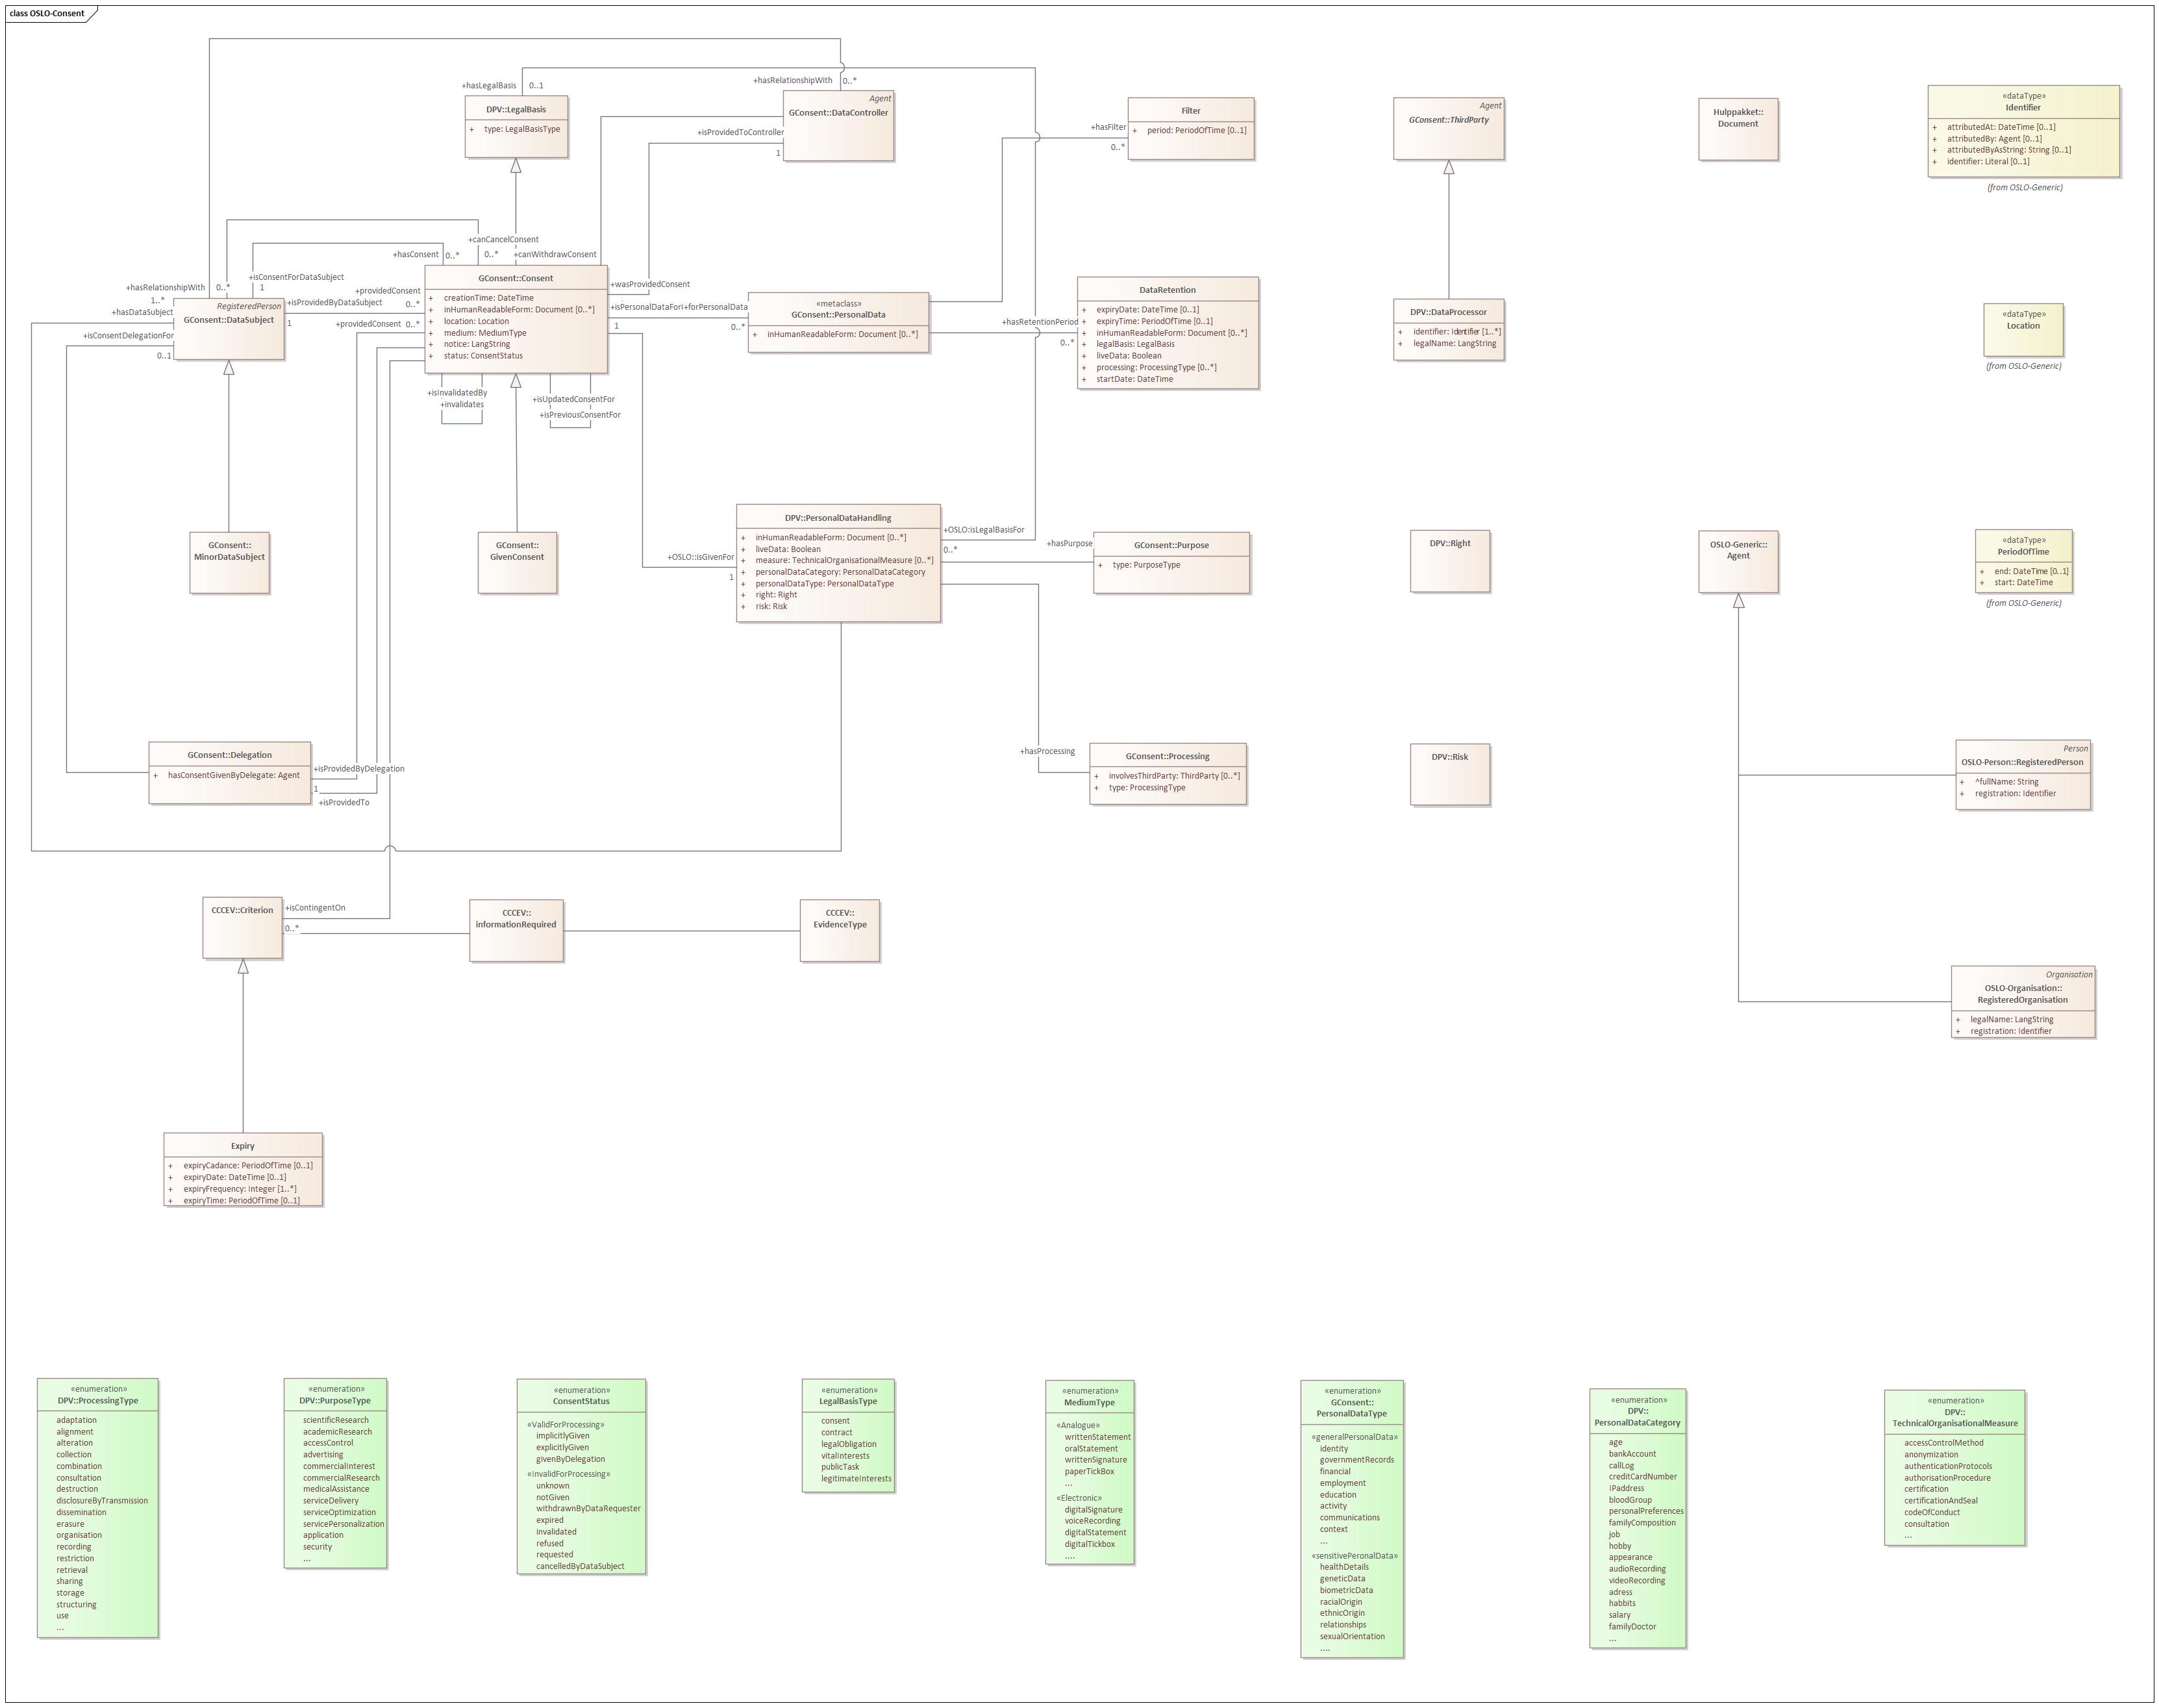 class OSLO-Consent
+hasLegalBasis 0..1
DPV::LegalBasis
+ type: LegalBasisType
+hasRelationshipWith 0..*
Agent
GConsent::DataController
+isProvidedToController
1
+hasFilter
0..*
Filter
+ period: PeriodOfTime [0..1]
Agent
GConsent::ThirdParty
Hulppakket::
Document
«dataType»
Identifier
+ attributedAt: DateTime [0..1]
+ attributedBy: Agent [0..1]
+ attributedByAsString: String [0..1]
+ identifier: Literal [0..1]
(from OSLO-Generic)
+canCancelConsent
+hasConsent 0..* 0..* +canWithdrawConsent
+isConsentForDataSubject
1
+hasRelationshipWith 0..*
1..*
+hasDataSubject
RegisteredPerson
GConsent::DataSubject
+isConsentDelegationFor
0..1
+isProvidedByDataSubject
1
+providedConsent
0..*
+providedConsent 0..*
GConsent::Consent
+ creationTime: DateTime
+ inHumanReadableForm: Document [0..*]
+ location: Location
+ medium: MediumType
+ notice: LangString
+ status: ConsentStatus
+wasProvidedConsent
+isPersonalDataFor +forPersonalData
1 0..*
«metaclass»
GConsent::PersonalData
+ inHumanReadableForm: Document [0..*]
+hasRetentionPeriod
0..*
DataRetention
+ expiryDate: DateTime [0..1]
+ expiryTime: PeriodOfTime [0..1]
+ inHumanReadableForm: Document [0..*]
+ legalBasis: LegalBasis
+ liveData: Boolean
+ processing: ProcessingType [0..*]
+ startDate: DateTime
DPV::DataProcessor
+ identifier: Identifier [1..*]
+ legalName: LangString
«dataType»
Location
(from OSLO-Generic)
+isInvalidatedBy
+invalidates
+isUpdatedConsentFor
+isPreviousConsentFor
GConsent::
MinorDataSubject
GConsent::
GivenConsent
+OSLO::isGivenFor
1
DPV::PersonalDataHandling
+ inHumanReadableForm: Document [0..*]
+ liveData: Boolean
+ measure: TechnicalOrganisationalMeasure [0..*]
+ personalDataCategory: PersonalDataCategory
+ personalDataType: PersonalDataType
+ right: Right
+ risk: Risk
+OSLO:isLegalBasisFor
0..*
+hasPurpose
GConsent::Purpose
+ type: PurposeType
DPV::Right
OSLO-Generic::
Agent
«dataType»
PeriodOfTime
+ end: DateTime [0..1]
+ start: DateTime
(from OSLO-Generic)
GConsent::Delegation
+ hasConsentGivenByDelegate: Agent
+isProvidedByDelegation
1
+isProvidedTo
+hasProcessing
GConsent::Processing
+ involvesThirdParty: ThirdParty [0..*]
+ type: ProcessingType
DPV::Risk
Person
OSLO-Person::RegisteredPerson
+ ^fullName: String
+ registration: Identifier
CCCEV::Criterion
+isContingentOn
0..*
CCCEV::
informationRequired
CCCEV::
EvidenceType
Organisation
OSLO-Organisation::
RegisteredOrganisation
+ legalName: LangString
+ registration: Identifier
Expiry
+ expiryCadance: PeriodOfTime [0..1]
+ expiryDate: DateTime [0..1]
+ expiryFrequency: Integer [1..*]
+ expiryTime: PeriodOfTime [0..1]
«enumeration»
DPV::ProcessingType
adaptation
alignment
alteration
collection
combination
consultation
destruction
disclosureByTransmission
dissemination
erasure
organisation
recording
restriction
retrieval
sharing
storage
structuring
use
...
«enumeration»
DPV::PurposeType
scientificResearch
academicResearch
accessControl
advertising
commercialInterest
commercialResearch
medicalAssistance
serviceDelivery
serviceOptimization
servicePersonalization
application
security
...
«enumeration»
ConsentStatus
«ValidForProcessing»
implicitlyGiven
explicitlyGiven
givenByDelegation
«InvalidForProcessing»
unknown
notGiven
withdrawnByDataRequester
expired
invalidated
refused
requested
cancelledByDataSubject
«enumeration»
LegalBasisType
consent
contract
legalObligation
vitalInterests
publicTask
legitimateInterests
«enumeration»
MediumType
«Analogue»
writtenStatement
oralStatement
writtenSignature
paperTickBox
...
«Electronic»
digitalSignature
voiceRecording
digitalStatement
digitalTickbox
....
«enumeration»
GConsent::
PersonalDataType
«generalPersonalData»
identity
governmentRecords
financial
employment
education
activity
communications
context
...
«sensitivePeronalData»
healthDetails
geneticData
biometricData
racialOrigin
ethnicOrigin
relationships
sexualOrientation
....
«enumeration»
DPV::
PersonalDataCategory
age
bankAccount
callLog
creditCardNumber
IPaddress
bloodGroup
personalPreferences
familyComposition
job
hobby
appearance
audioRecording
videoRecording
adress
habbits
salary
familyDoctor
...
«enumeration»
DPV::
TechnicalOrganisationalMeasure
accessControlMethod
anonymization
authenticationProtocols
authorisationProcedure
certification
certificationAndSeal
codeOfConduct
consultation
...